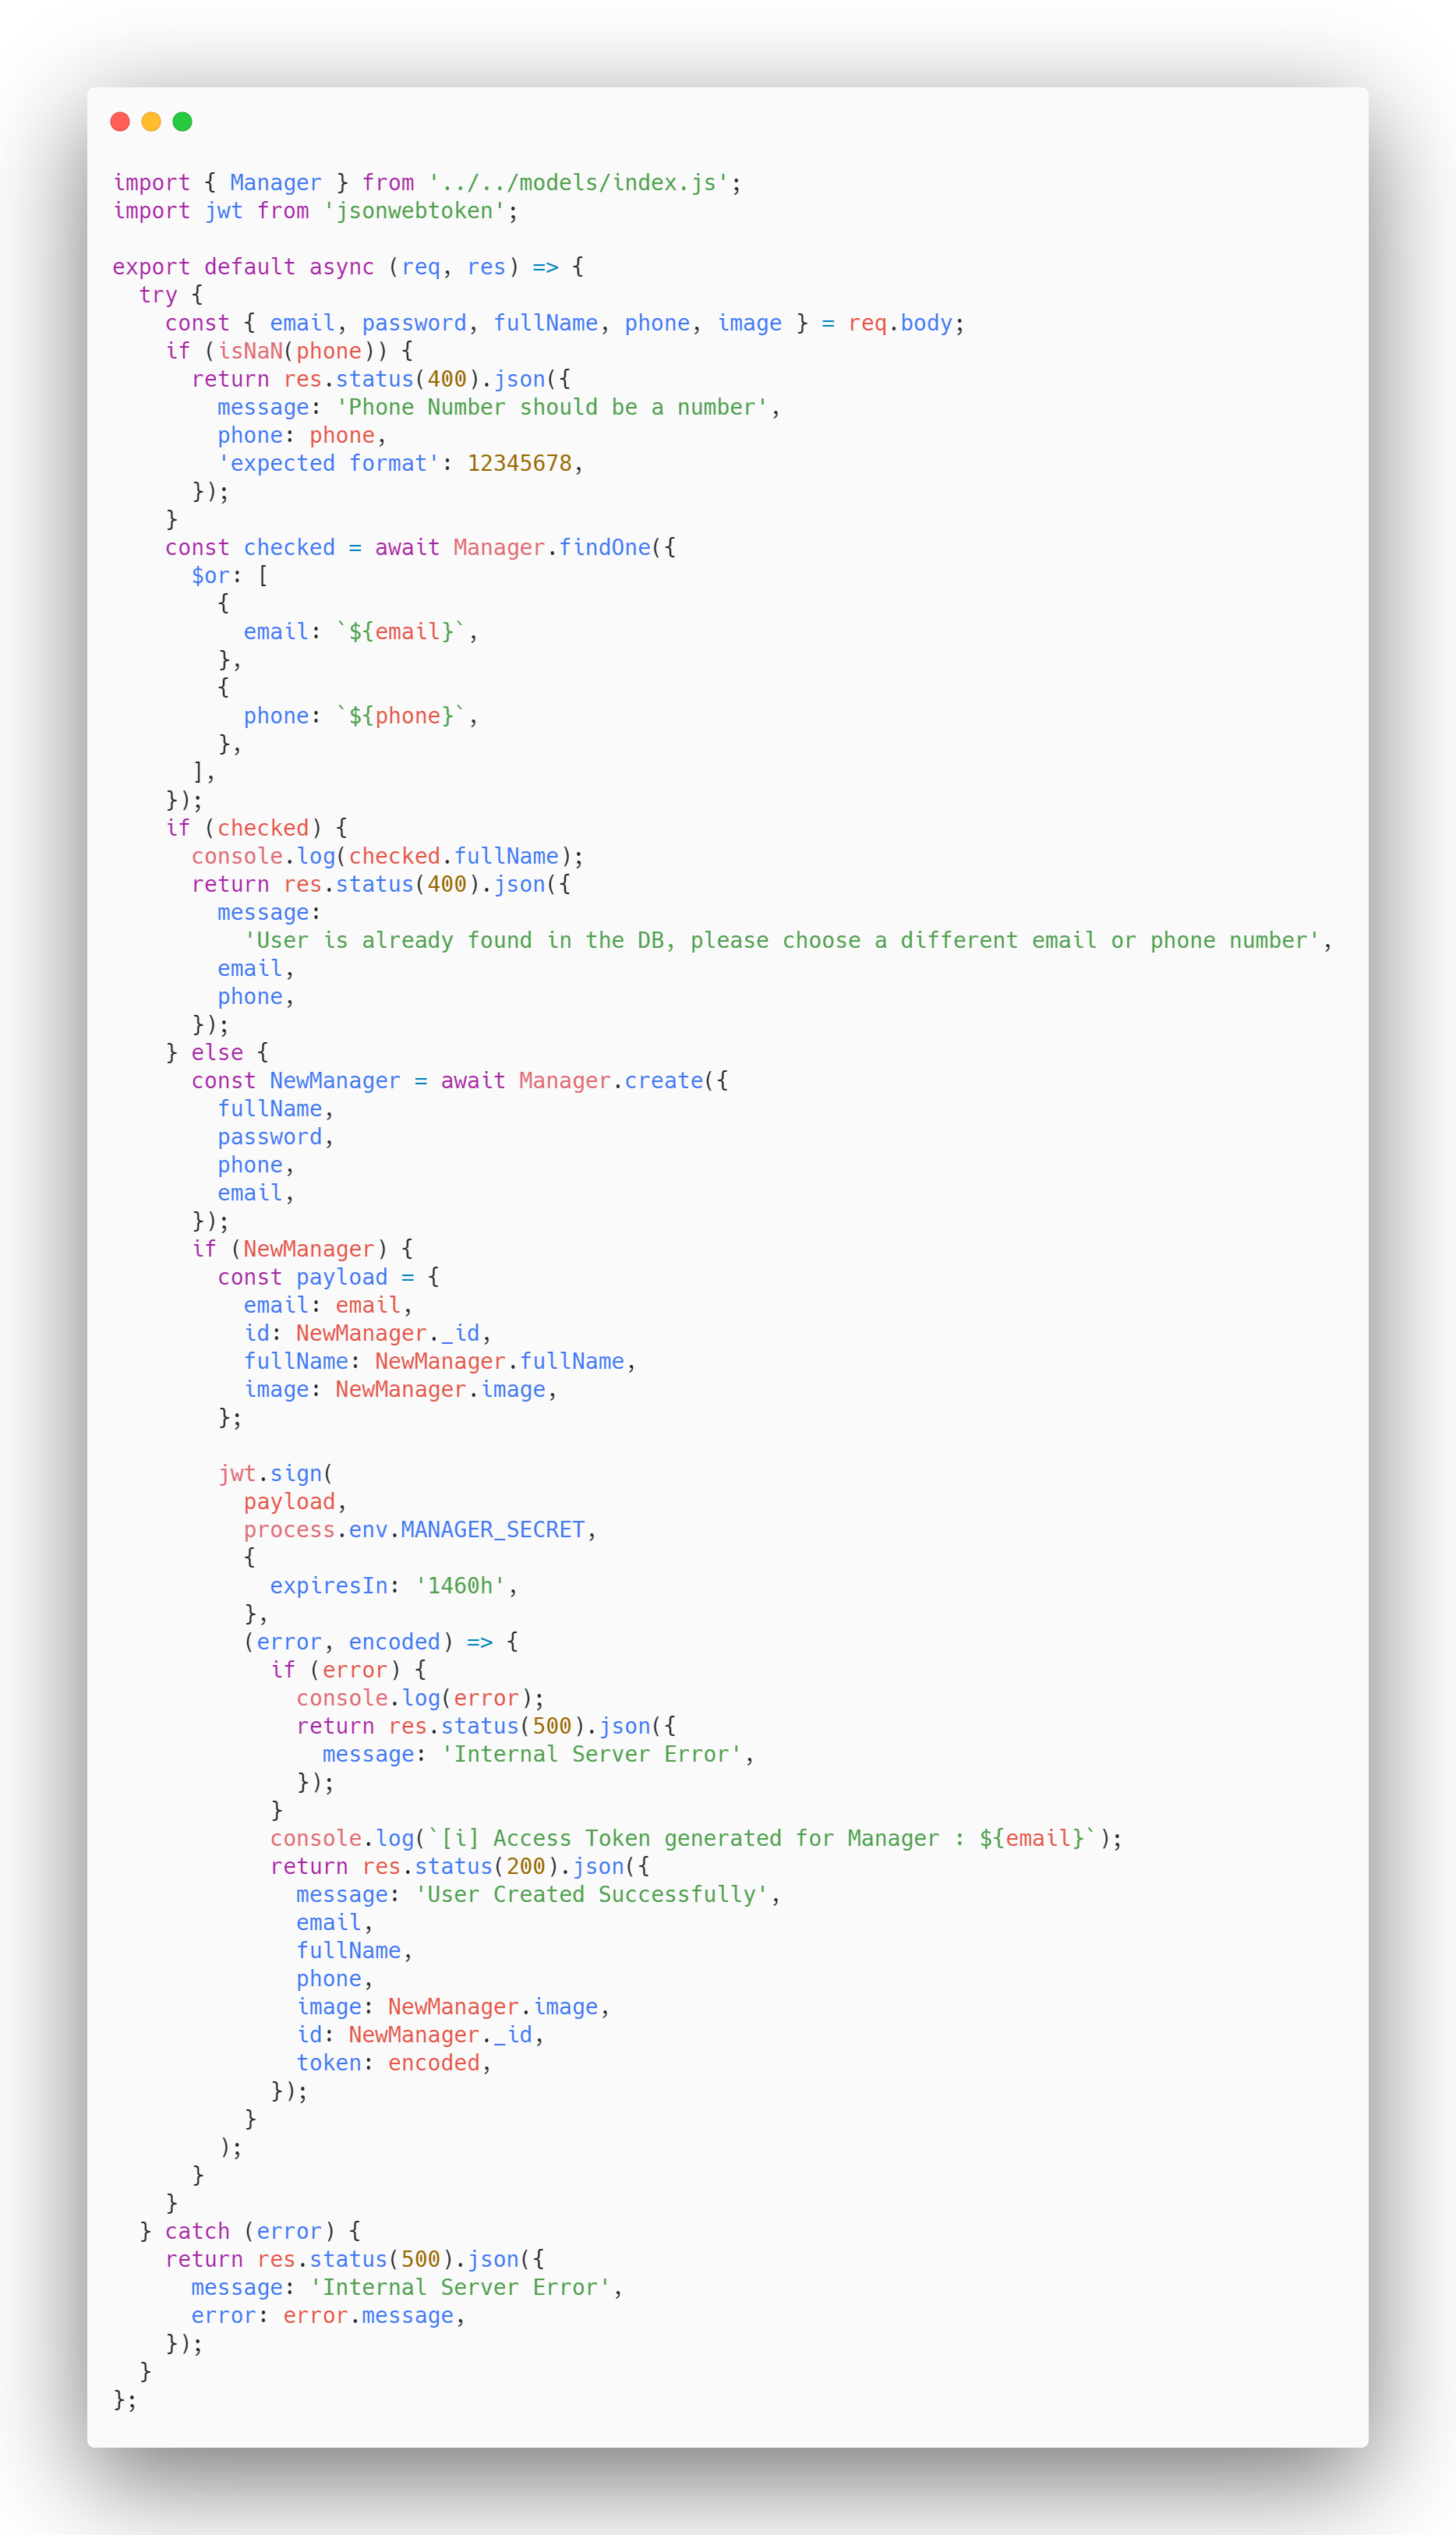 import { Manager } from '../../models/index.js';
import jwt from 'jsonwebtoken';

export default async (req, res) => {
  try {
    const { email, password, fullName, phone, image } = req.body;
    if (isNaN(phone)) {
      return res.status(400).json({
        message: 'Phone Number should be a number',
        phone: phone,
        'expected format': 12345678,
      });
    }
    const checked = await Manager.findOne({
      $or: [
        {
          email: `${email}`,
        },
        {
          phone: `${phone}`,
        },
      ],
    });
    if (checked) {
      console.log(checked.fullName);
      return res.status(400).json({
        message:
          'User is already found in the DB, please choose a different email or phone number',
        email,
        phone,
      });
    } else {
      const NewManager = await Manager.create({
        fullName,
        password,
        phone,
        email,
      });
      if (NewManager) {
        const payload = {
          email: email,
          id: NewManager._id,
          fullName: NewManager.fullName,
          image: NewManager.image,
        };

        jwt.sign(
          payload,
          process.env.MANAGER_SECRET,
          {
            expiresIn: '1460h',
          },
          (error, encoded) => {
            if (error) {
              console.log(error);
              return res.status(500).json({
                message: 'Internal Server Error',
              });
            }
            console.log(`[i] Access Token generated for Manager : ${email}`);
            return res.status(200).json({
              message: 'User Created Successfully',
              email,
              fullName,
              phone,
              image: NewManager.image,
              id: NewManager._id,
              token: encoded,
            });
          }
        );
      }
    }
  } catch (error) {
    return res.status(500).json({
      message: 'Internal Server Error',
      error: error.message,
    });
  }
};